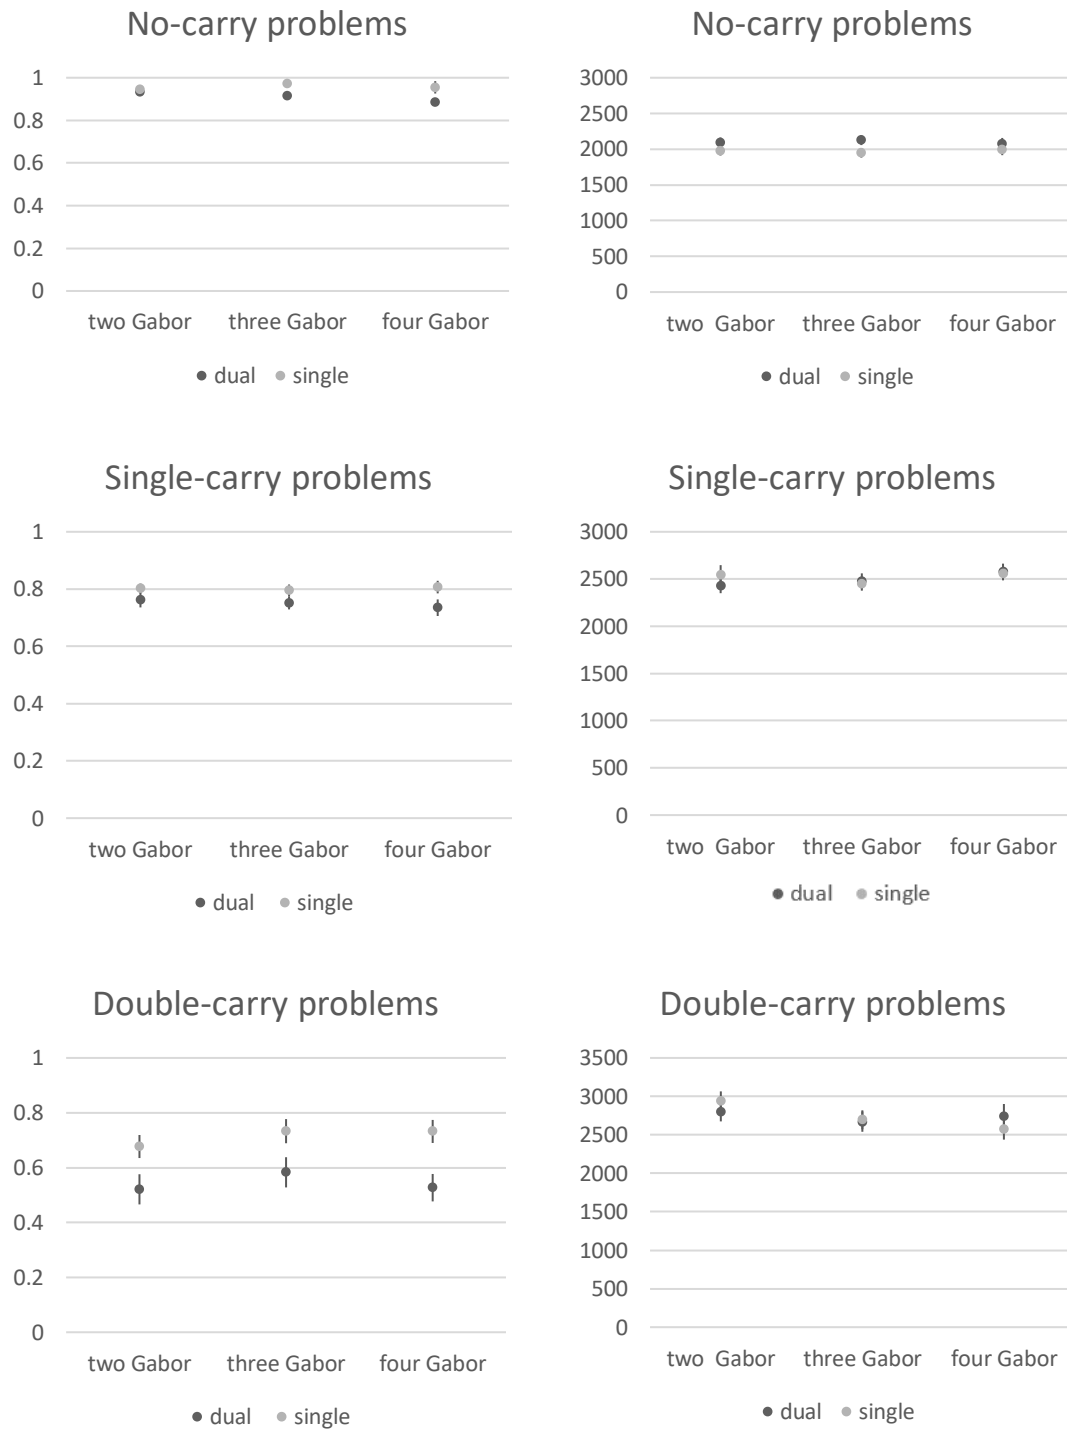 No-carry problems
1
0.8
0.6
0.4
0.2
0
two Gabor three Gabor four Gabor
dual single
No-carry problems
3000
2500
2000
1500
1000
500
0
two Gabor three Gabor four Gabor
dual single
Single-carry problems
1
0.8
0.6
0.4
0.2
0
two Gabor three Gabor four Gabor
dual single
Single-carry problems
3000
2500
2000
1500
1000
500
0
two Gabor three Gabor four Gabor
dual single
Double-carry problems
1
0.8
0.6
0.4
0.2
0
two Gabor three Gabor four Gabor
dual single
Double-carry problems
3500
3000
2500
2000
1500
1000
500
0
two Gabor three Gabor four Gabor
dual single